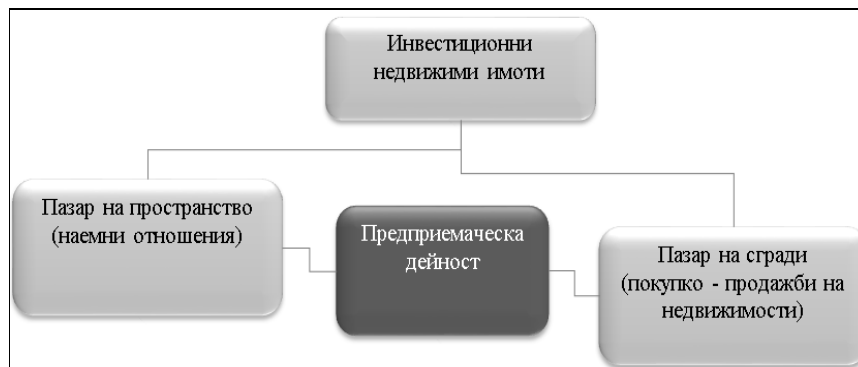 Инвестиционни
недвижими имоти
Пазар на пространство
(наемни отношения)
Предприемаческа
дейност
Пазар на сгради
(покупко - продажби на
недвижимости)